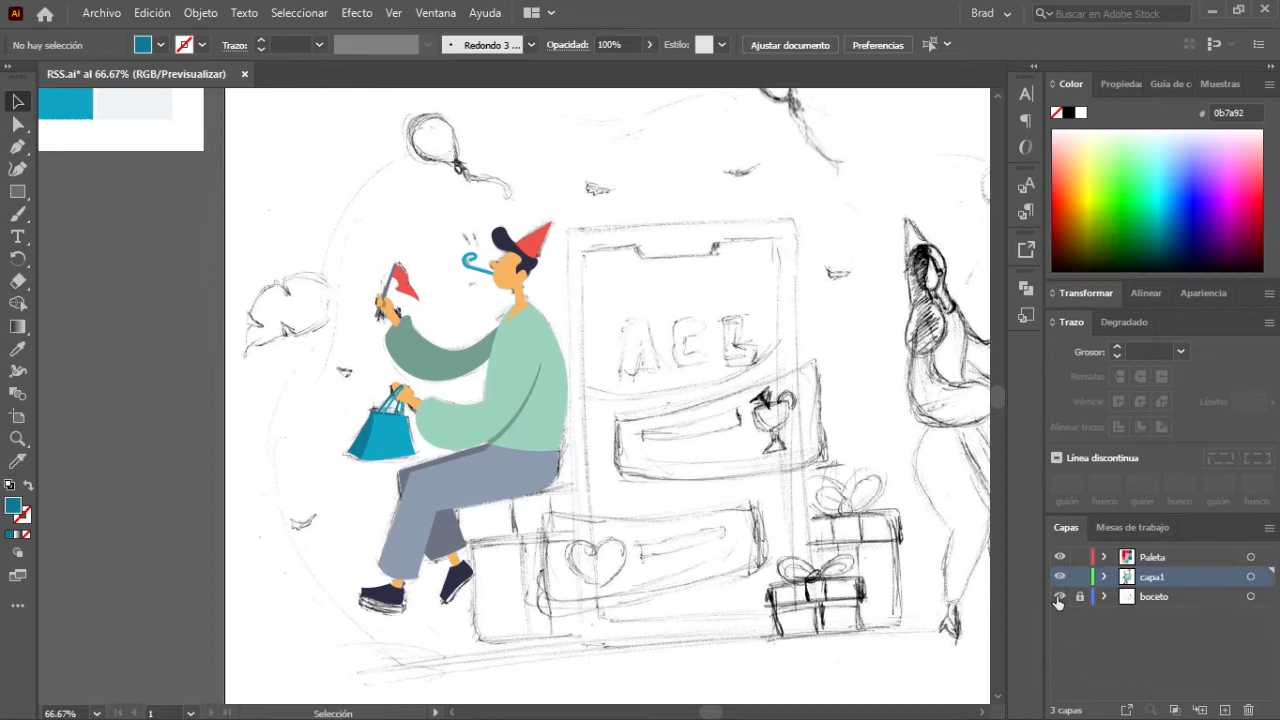 Ai Archivo Edición Objeto Texto Seleccionar Efecto Ver Ventana Ayuda Brad Buscar en Adobe Stock
No hay selección Trazo: Redondo 3 ... Opacidad: 100% Estilo: Ajustar documento Preferencias
RSS.ai* al 66.67% (RGB/Previsualizar)
Color Propiedad Guía de c Muestras
# 0b7a92
Transformar Alinear Apariencia
Trazo Degradado
Grosor:
Remates:
Vértices: Límites: x
Alinear trazo:
Línea discontinua
guión hueco guión hueco guión hueco
Capas Mesas de trabajo
Paleta
capa1
boceto
3 capas
66.67% 1 Selección